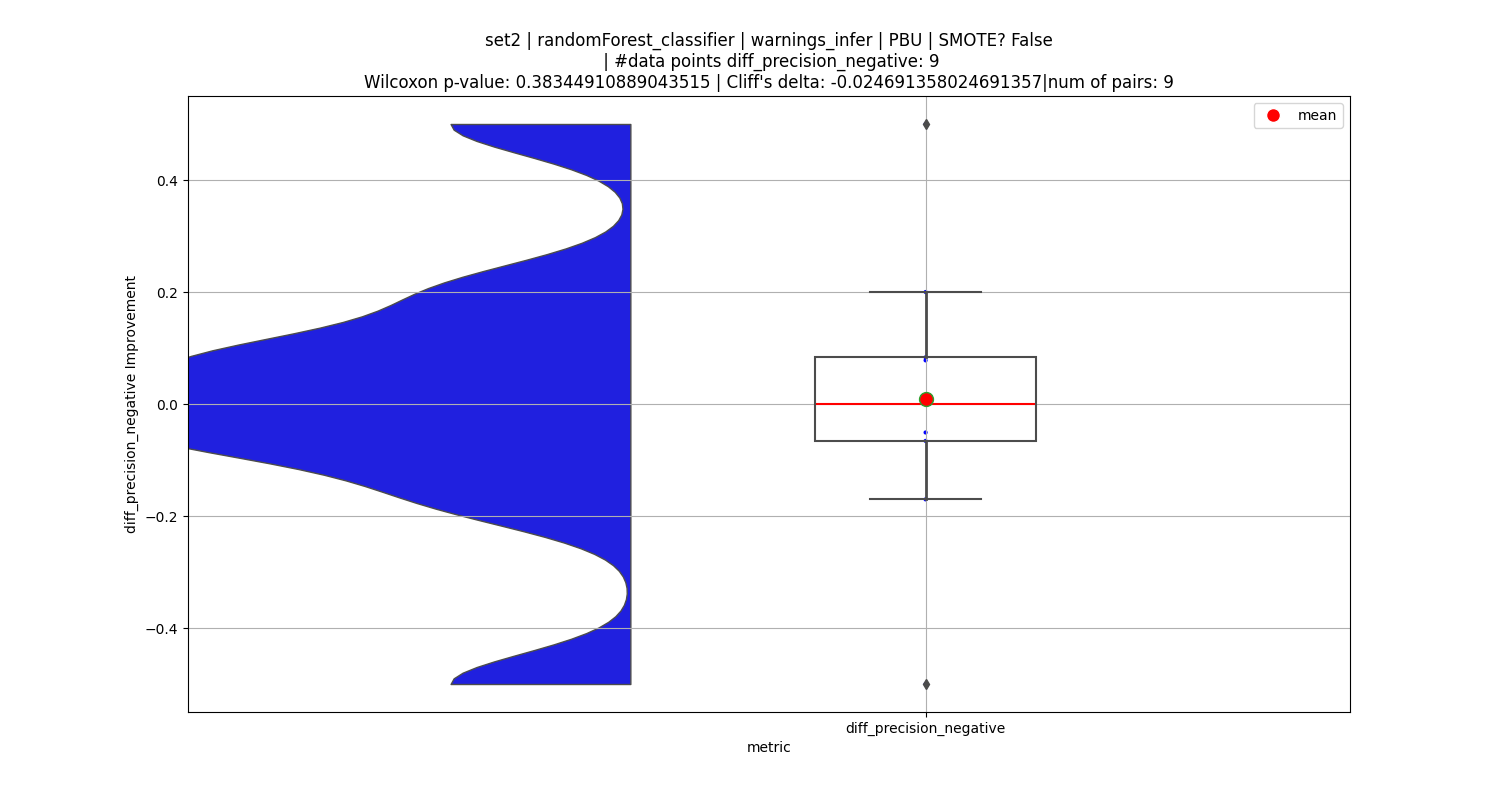 set2 | randomForest_classifier | warnings_infer | PBU | SMOTE? False
| #data points diff_precision_negative: 9
Wilcoxon p-value: 0.38344910889043515 | Cliff's delta: -0.024691358024691357|num of pairs: 9
mean
0.4
0.2
0.0
−0.2
−0.4
diff_precision_negative Improvement
diff_precision_negative
metric